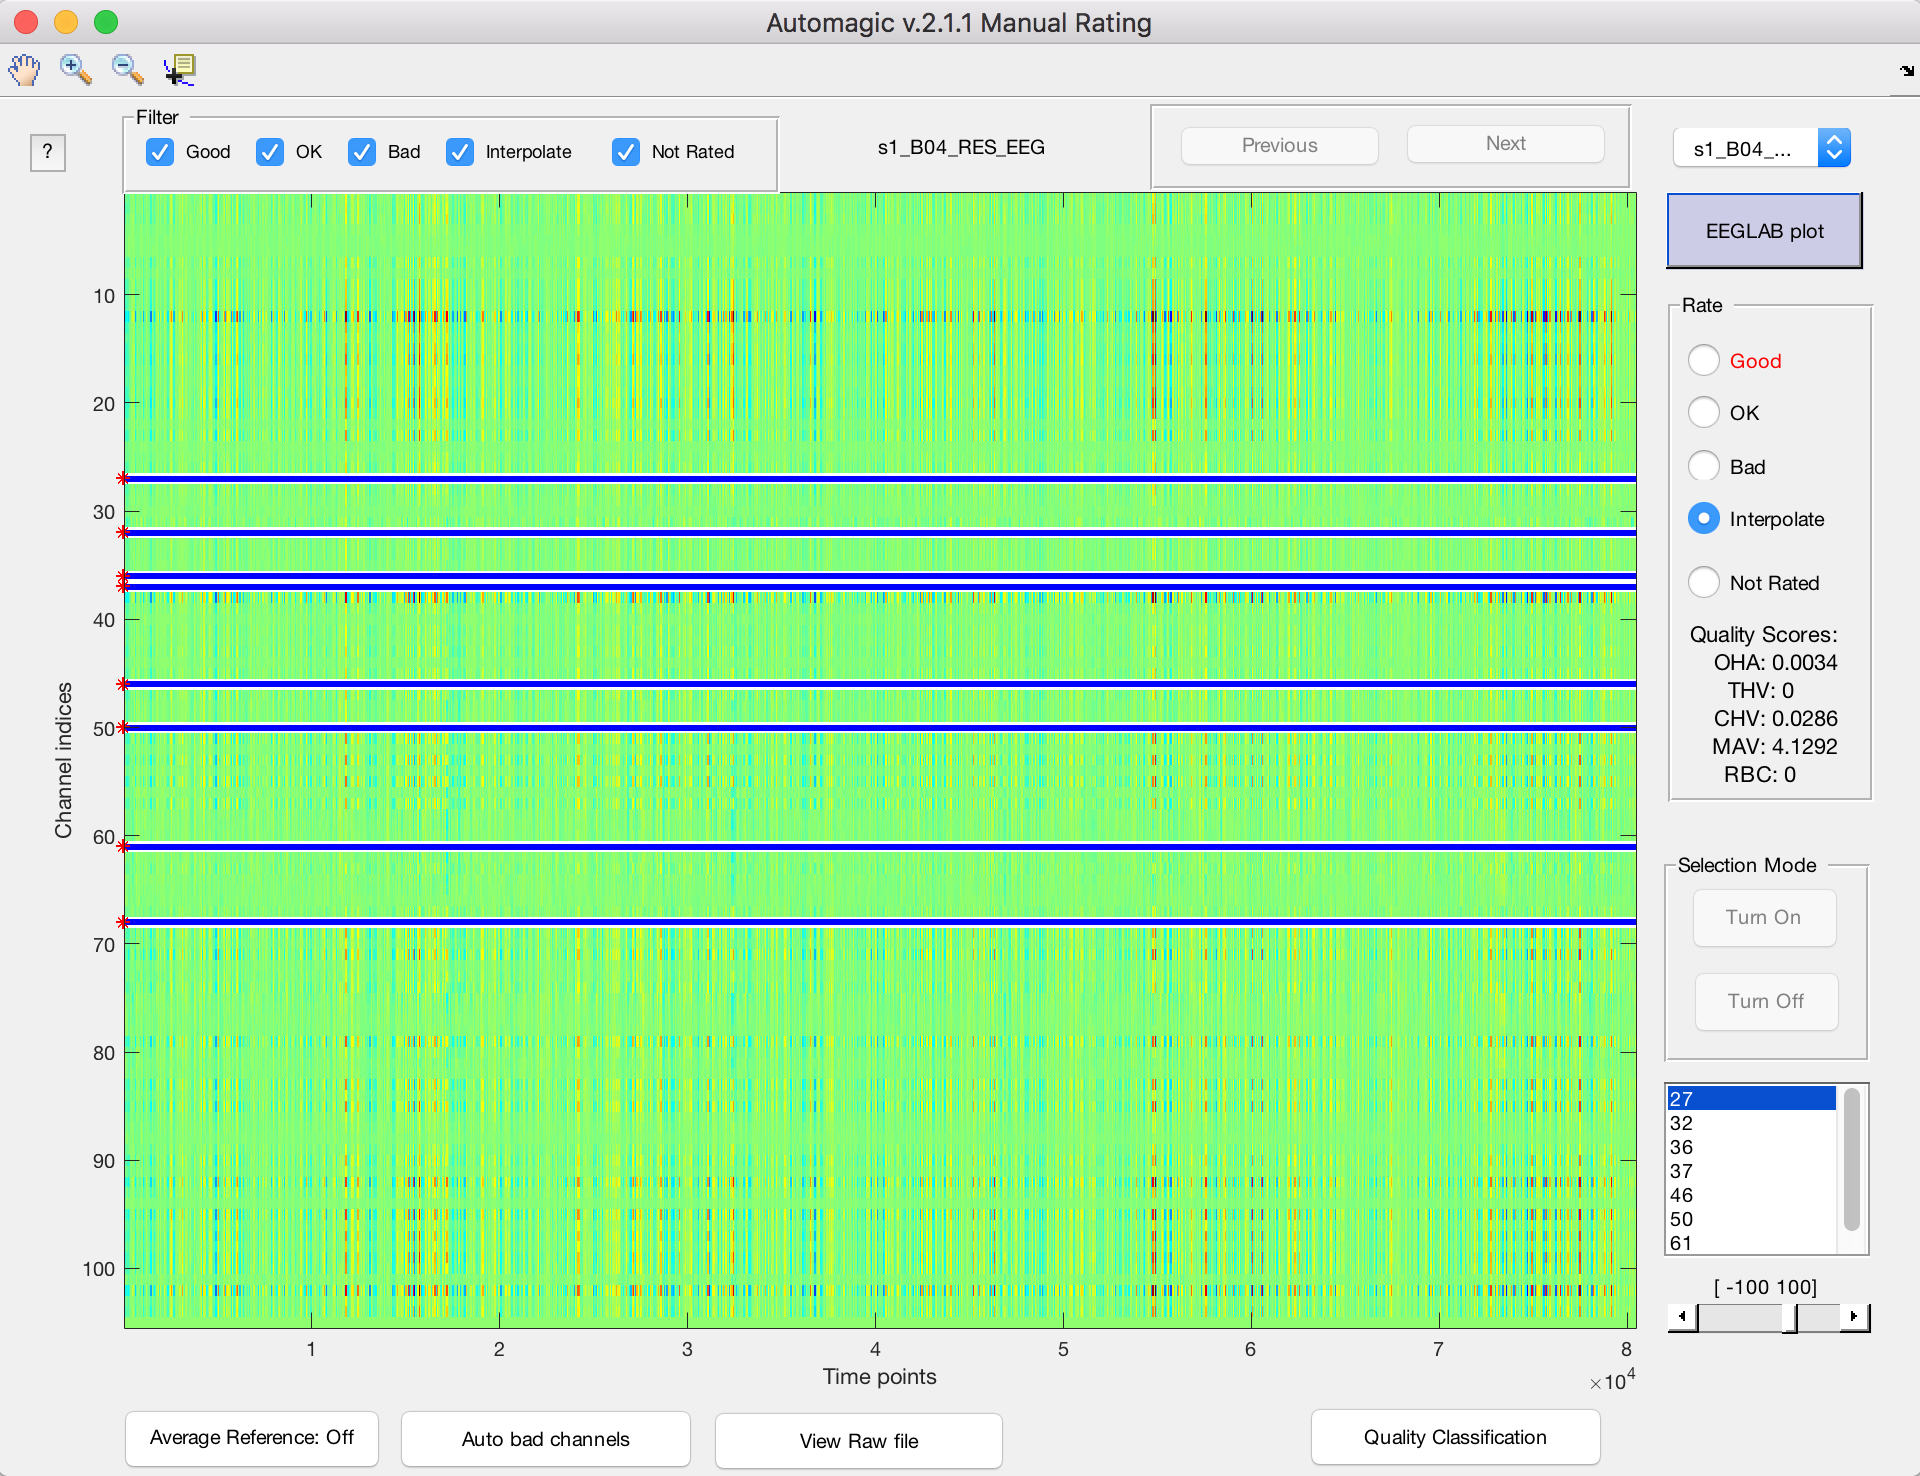 Automagic v.2.1.1 Manual Rating
?
Filter
Good
OK
Bad
Interpolate
Not Rated
s1_B04_RES_EEG
Previous
Next
s1_B04_...
EEGLAB plot
Rate
Good
OK
Bad
Interpolate
Not Rated
Quality Scores:
OHA: 0.0034
THV: 0
CHV: 0.0286
MAV: 4.1292
RBC: 0
Selection Mode
Turn On
Turn Off
27
32
36
37
46
50
61
[ -100 100]
Channel indices
10
20
30
40
50
60
70
80
90
100
1 2 3 4 5 6 7 8
×10⁴
Time points
Average Reference: Off
Auto bad channels
View Raw file
Quality Classification